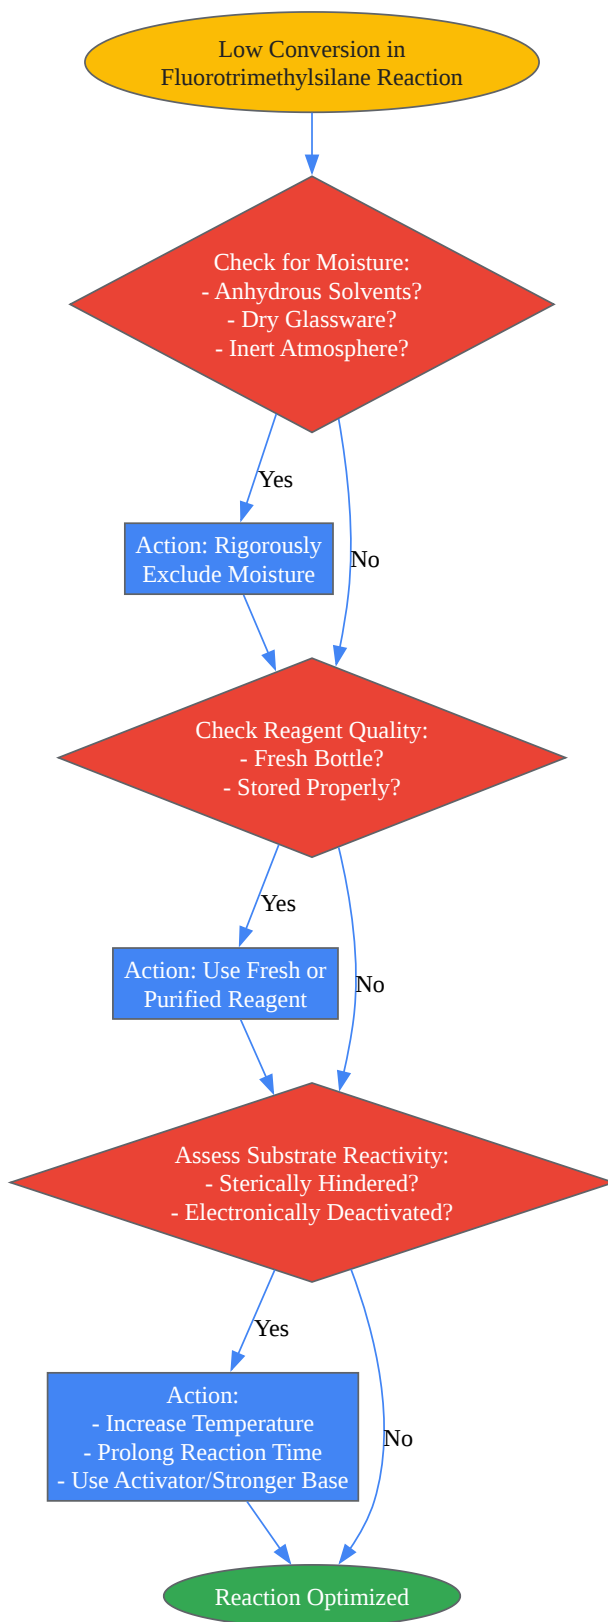 Low Conversion in
Fluorotrimethylsilane Reaction
Check for Moisture:
- Anhydrous Solvents?
- Dry Glassware?
- Inert Atmosphere?
Yes
Action: Rigorously
Exclude Moisture
No
Check Reagent Quality:
- Fresh Bottle?
- Stored Properly?
Yes
Action: Use Fresh or
Purified Reagent
No
Assess Substrate Reactivity:
- Sterically Hindered?
- Electronically Deactivated?
Yes
Action:
- Increase Temperature
- Prolong Reaction Time
- Use Activator/Stronger Base
No
Reaction Optimized